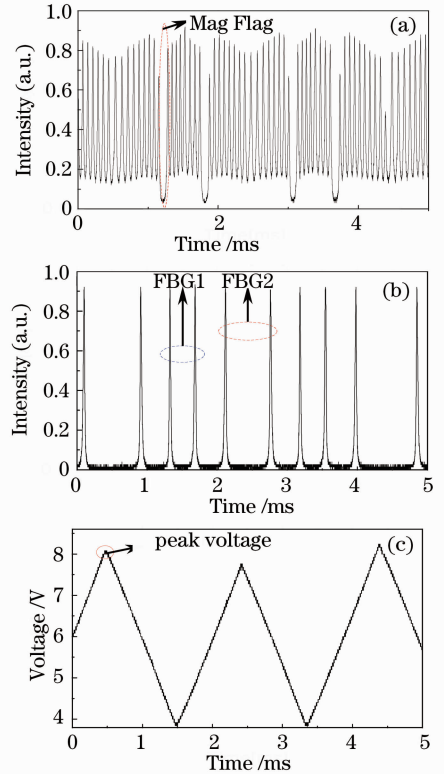 Mag Flag
(a)
Intensity (a.u.)
1.0
0.8
0.6
0.4
0.2
0
0 2 4
Time /ms
FBG1 FBG2
(b)
Intensity (a.u.)
1.0
0.8
0.6
0.4
0.2
0
0 1 2 3 4 5
Time /ms
peak voltage
(c)
Voltage /V
8
7
6
5
4
0 1 2 3 4 5
Time /ms